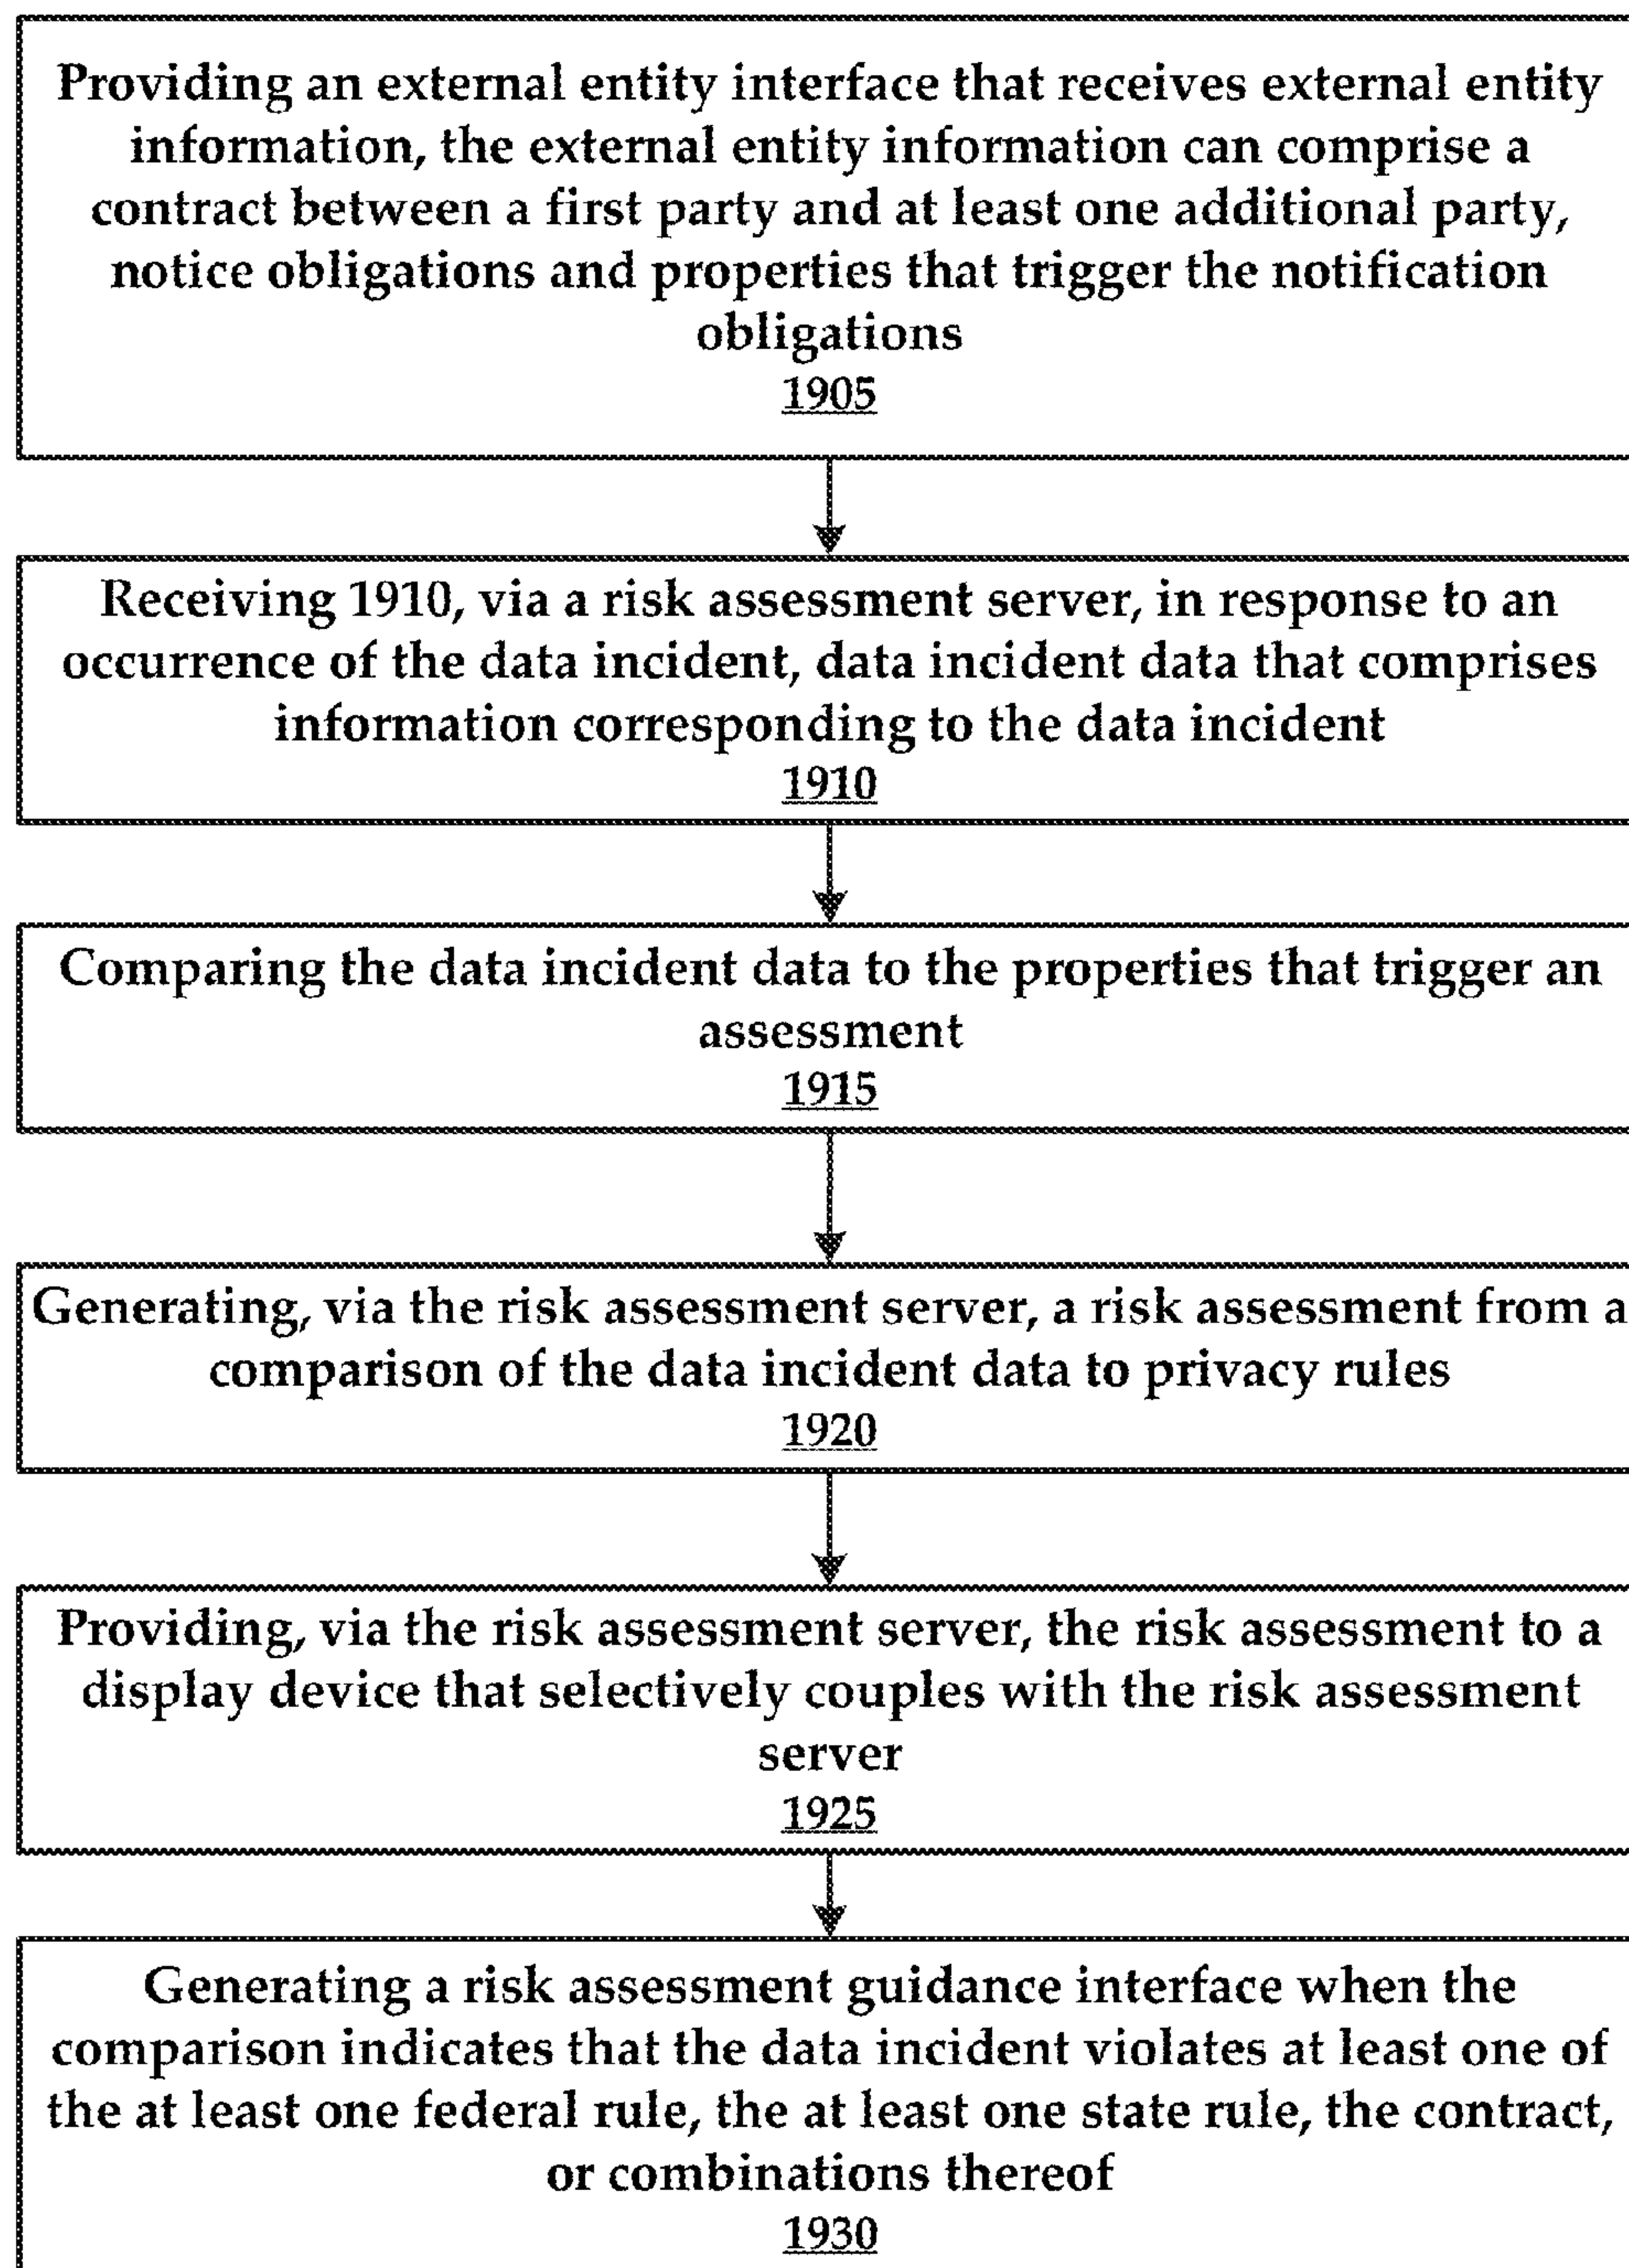 Providing an external entity interface that receives external entity
information, the external entity information can comprise a
contract between a first party and at least one additional party,
notice obligations and properties that trigger the notification
obligations
1905
Receiving 1910, via a risk assessment server, in response to an
occurrence of the data incident, data incident data that comprises
information corresponding to the data incident
1910
Comparing the data incident data to the properties that trigger an
assessment
1915
Generating, via the risk assessment server, a risk assessment from a
comparison of the data incident data to privacy rules
1920
Providing, via the risk assessment server, the risk assessment to a
display device that selectively couples with the risk assessment
server
1925
Generating a risk assessment guidance interface when the
comparison indicates that the data incident violates at least one of
the at least one federal rule, the at least one state rule, the contract,
or combinations thereof
1930